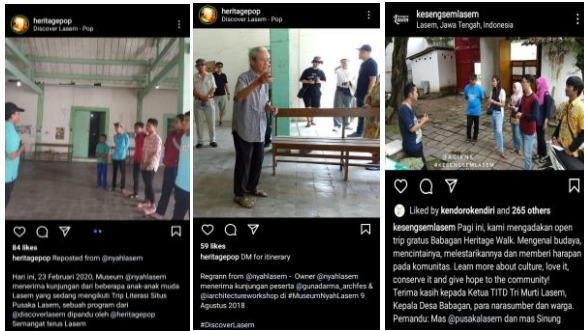 heritagepop
Discover Lasem - Pop
84 likes
heritagepop Reposted from @nyahlasem
Hari ini, 23 Februari 2020, Museum @nyahlasem
menerima kunjungan dari beberapa anak-anak muda
Lasem yang sedang mengikuti Trip Literasi Situs
Pusaka Lasem, sebuah program dari
@discoverlasem dipandu oleh @heritagepop
Semangat terus Lasem
heritagepop
Discover Lasem - Pop
59 likes
heritagepop DM for itinerary
Regrann from @nyahlasem - Owner @nyahlasem
menerima kunjungan peserta @gunadarma_archfes &
@iarchitectureworkshop di #MuseumNyahLasem 9
Agustus 2018
#DiscoverLasem
kesengsemlasem
Lasem, Jawa Tengah, Indonesia
#KESENGSEMLASEM
Liked by kendorokendiri and 265 others
kesengsemlasem Pagi ini, kami mengadakan open
trip gratus Babagan Heritage Walk. Mengenal budaya,
mencintainya, melestarikannya dan memberi harapan
pada komunitas. Learn more about culture, love it,
conserve it and give hope to the community!
Terima kasih kepada Ketua TITD Tri Murti Lasem,
Kepala Desa Babagan, para narasumber dan warga.
Pemandu: Mas @pusakalasem dan mas Sinung